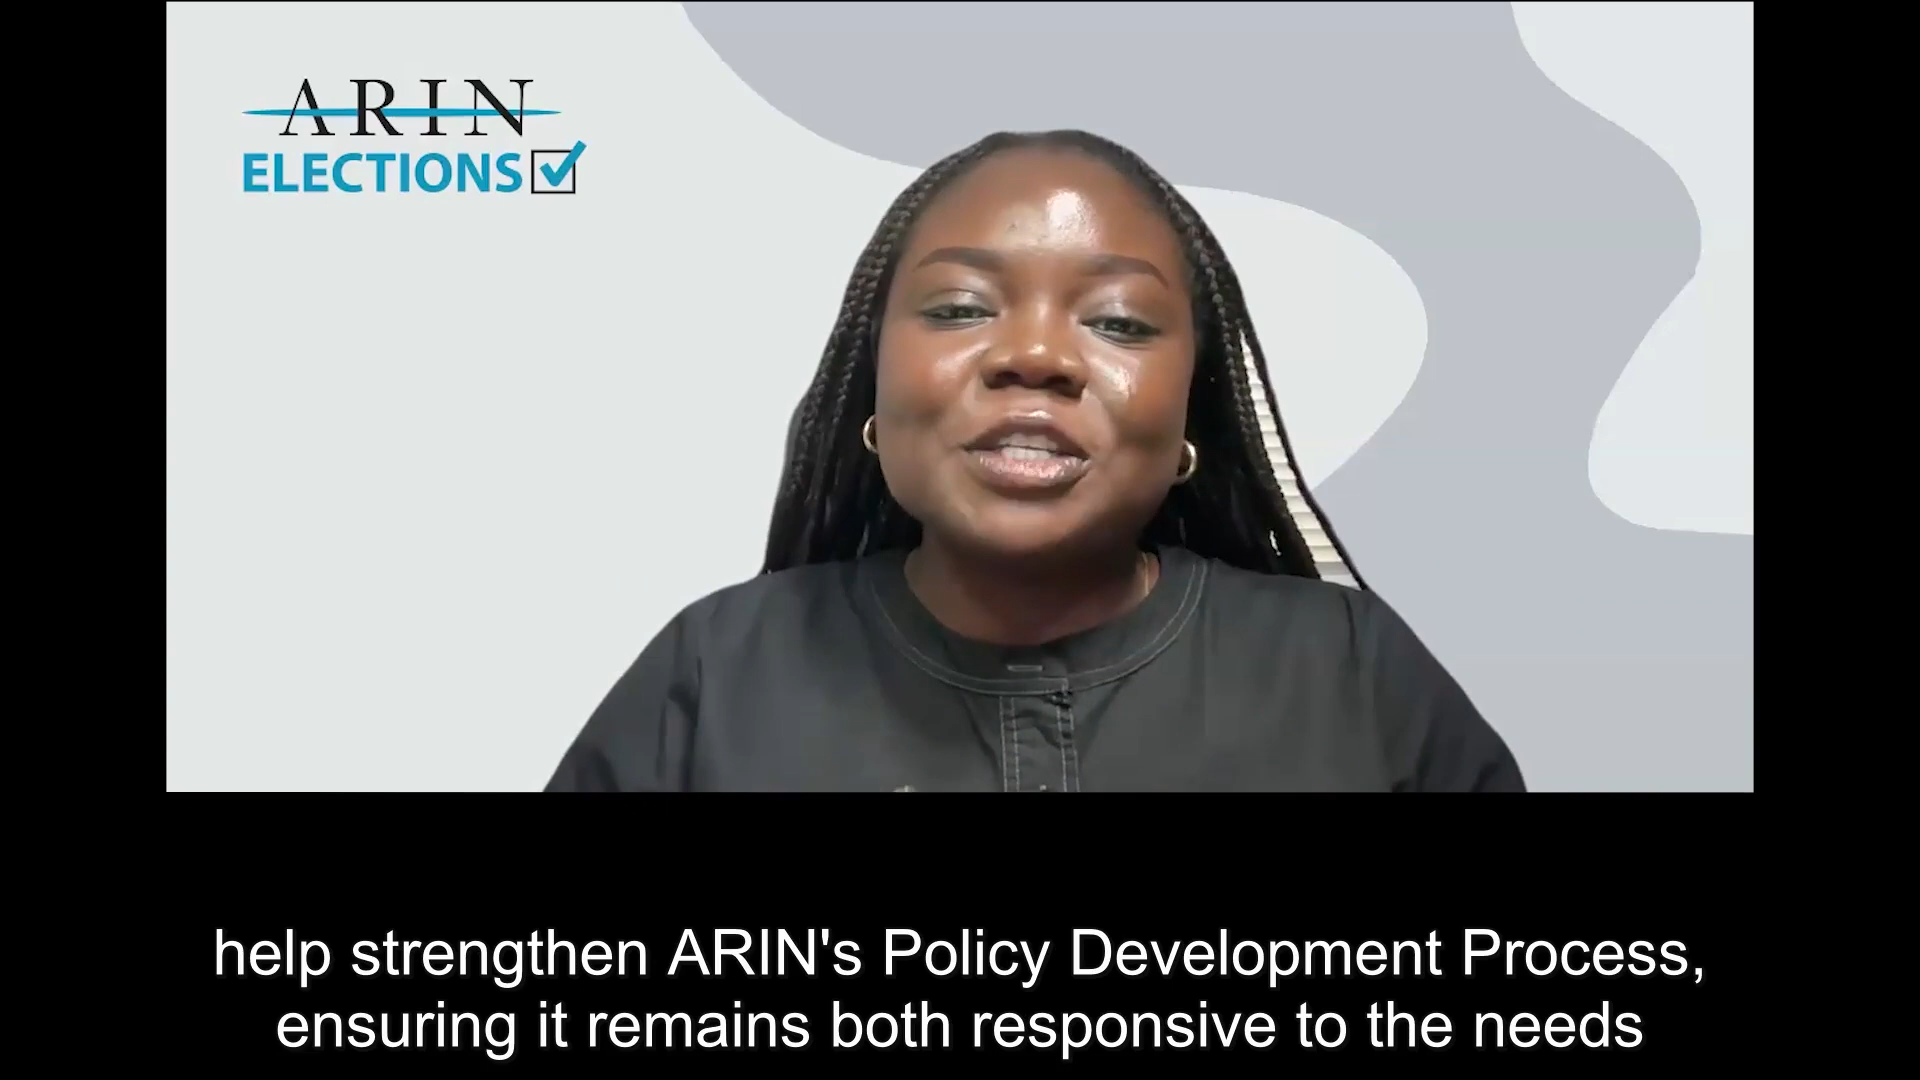 ARIN
ELECTIONS
help strengthen ARIN's Policy Development Process,
ensuring it remains both responsive to the needs